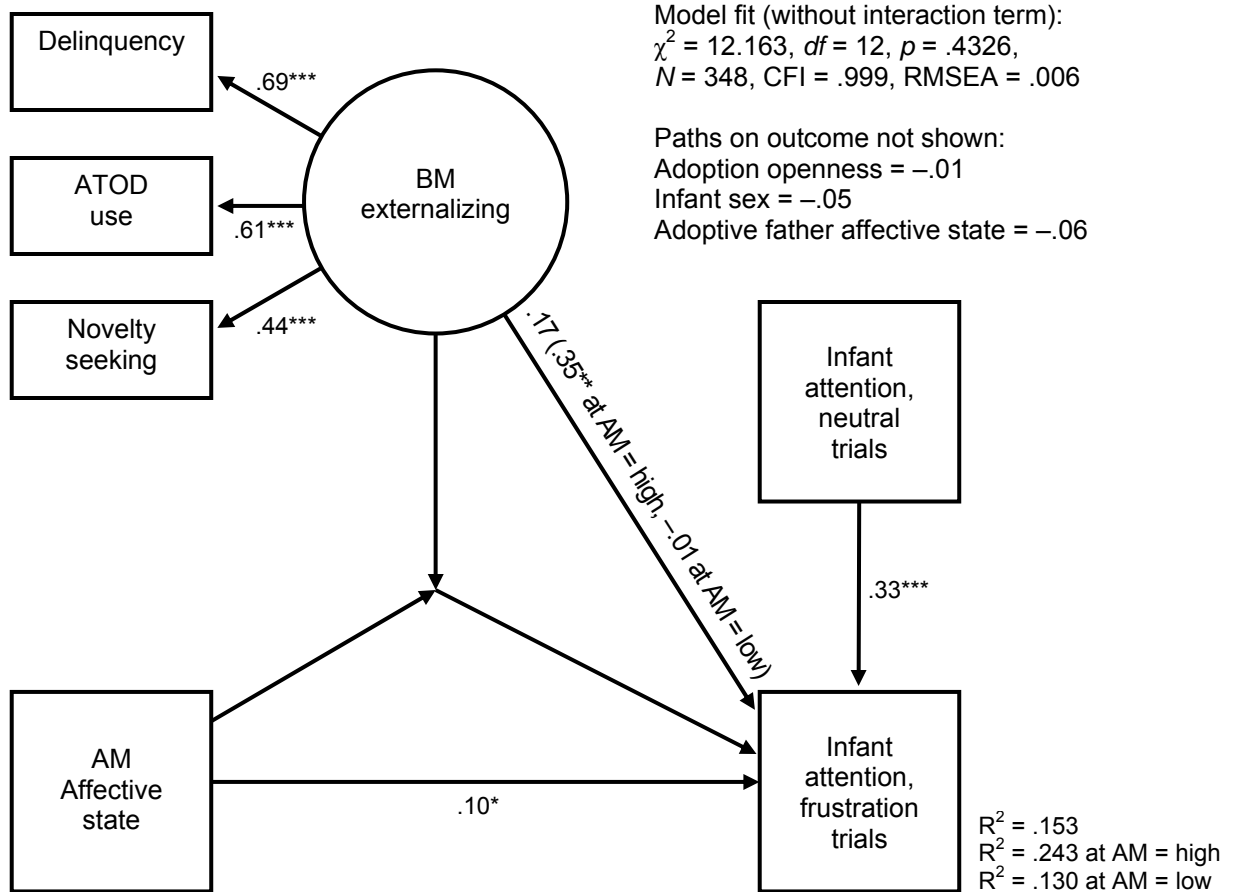 Model fit (without interaction term):
χ² = 12.163, df = 12, p = .4326,
N = 348, CFI = .999, RMSEA = .006
Paths on outcome not shown:
Adoption openness = –.01
Infant sex = –.05
Adoptive father affective state = –.06
Delinquency
.69***
ATOD
use
.61***
Novelty
seeking
.44***
BM
externalizing
.17 (.35** at AM = high, –.01 at AM = low)
Infant
attention,
neutral
trials
.33***
AM
Affective
state
.10*
Infant
attention,
frustration
trials
R² = .153
R² = .243 at AM = high
R² = .130 at AM = low